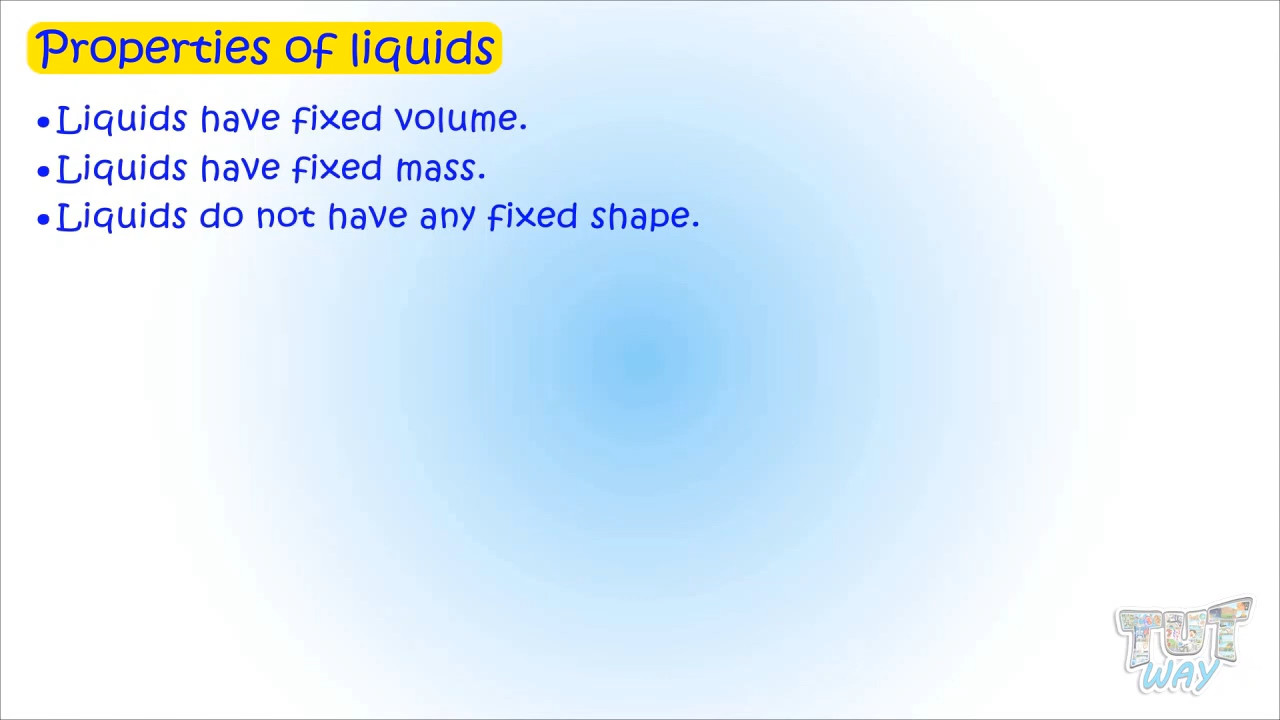 Properties of liquids
•Liquids have fixed volume.
•Liquids have fixed mass.
•Liquids do not have any fixed shape.
TUT
WAY